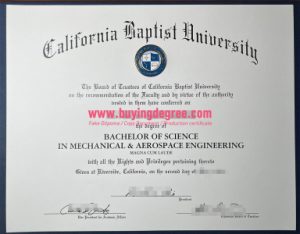 California Baptist University
The Board of Trustees of California Baptist University
on the recommendation of the Faculty and by virtue of the authority
vested in them have conferred on
www.buyingdegree.com
the degree of
BACHELOR OF SCIENCE
IN MECHANICAL & AEROSPACE ENGINEERING
MAGNA CUM LAUDE
with all the Rights and Privileges pertaining thereto
Given at Riverside, California, on the second day of
President